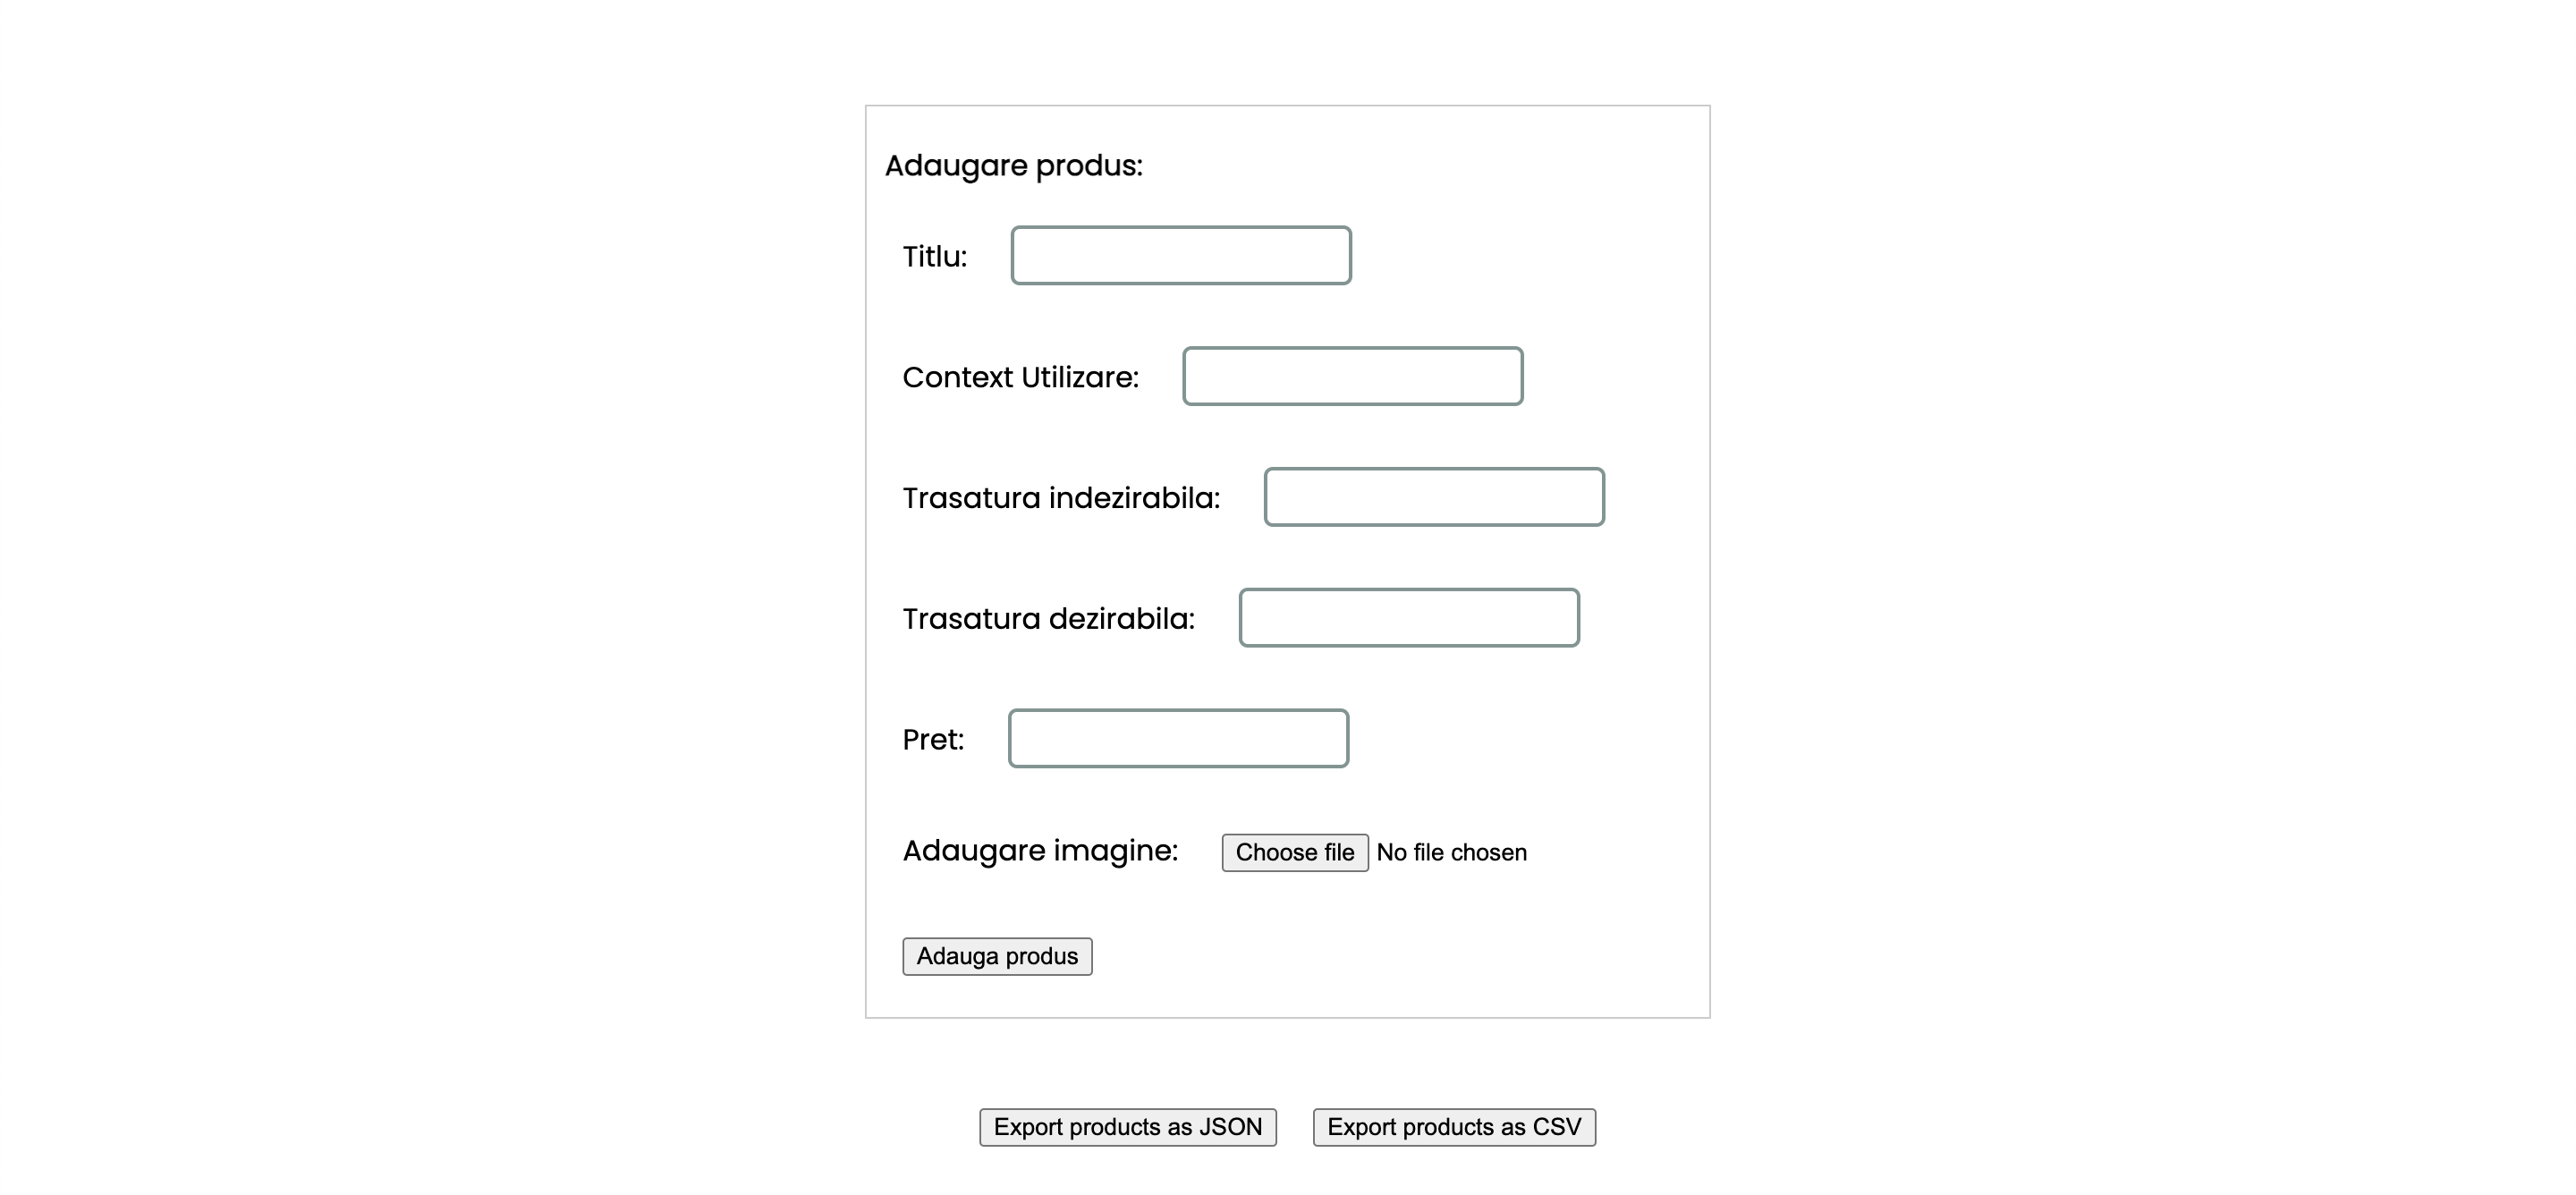 Adaugare produs:
Titlu:
Context Utilizare:
Trasatura indezirabila:
Trasatura dezirabila:
Pret:
Adaugare imagine: Choose file No file chosen
Adauga produs
Export products as JSON Export products as CSV